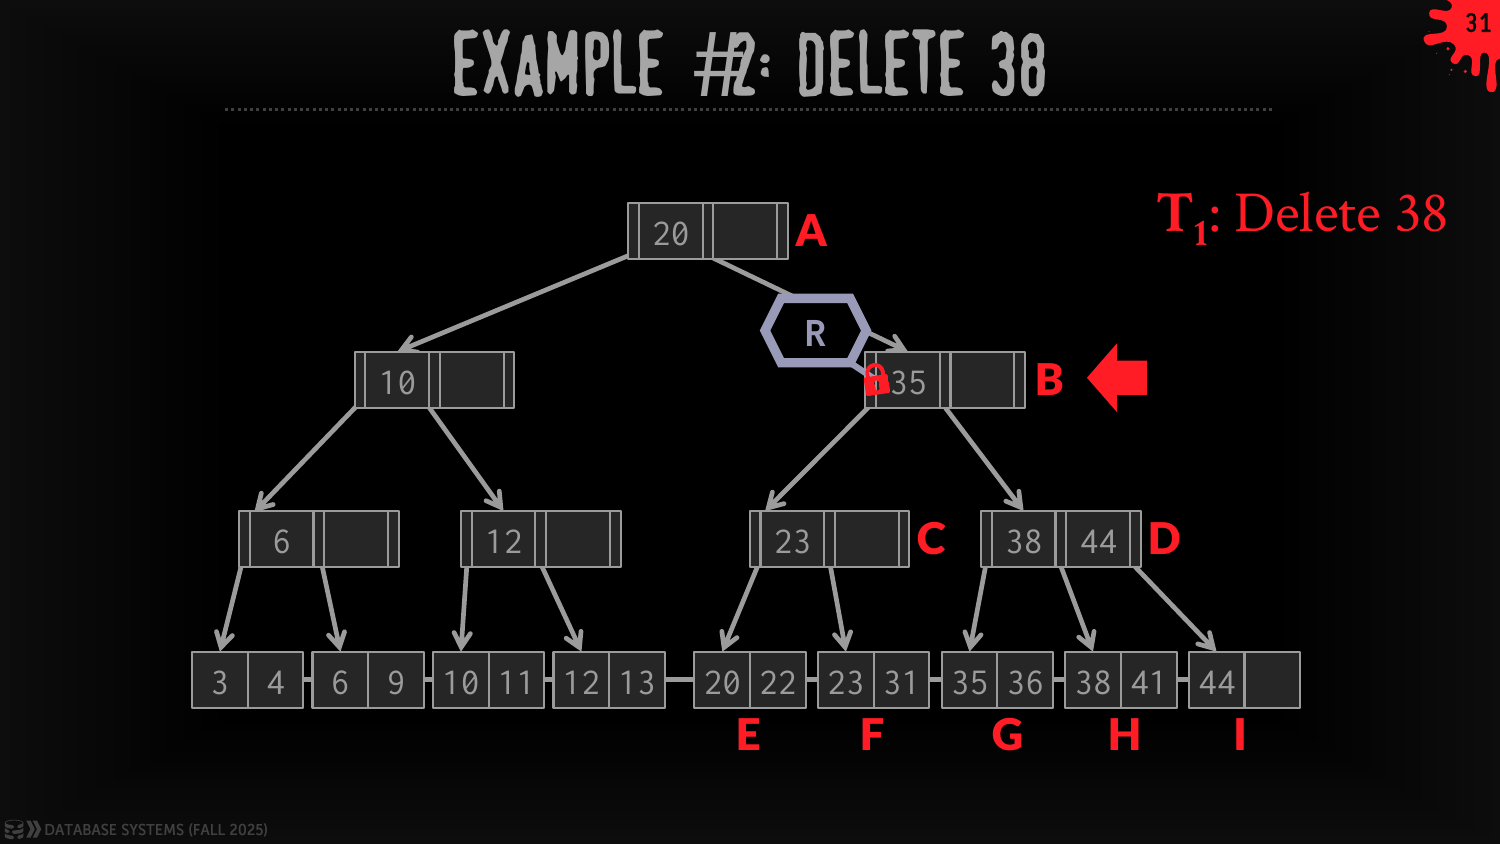 31
EXAMPLE #2: DELETE 38
T1: Delete 38
20 A
R
10 35 B
6 12 23 C 38 44 D
3 4 6 9 10 11 12 13 20 22 23 31 35 36 38 41 44
E F G H I
DATABASE SYSTEMS (FALL 2025)